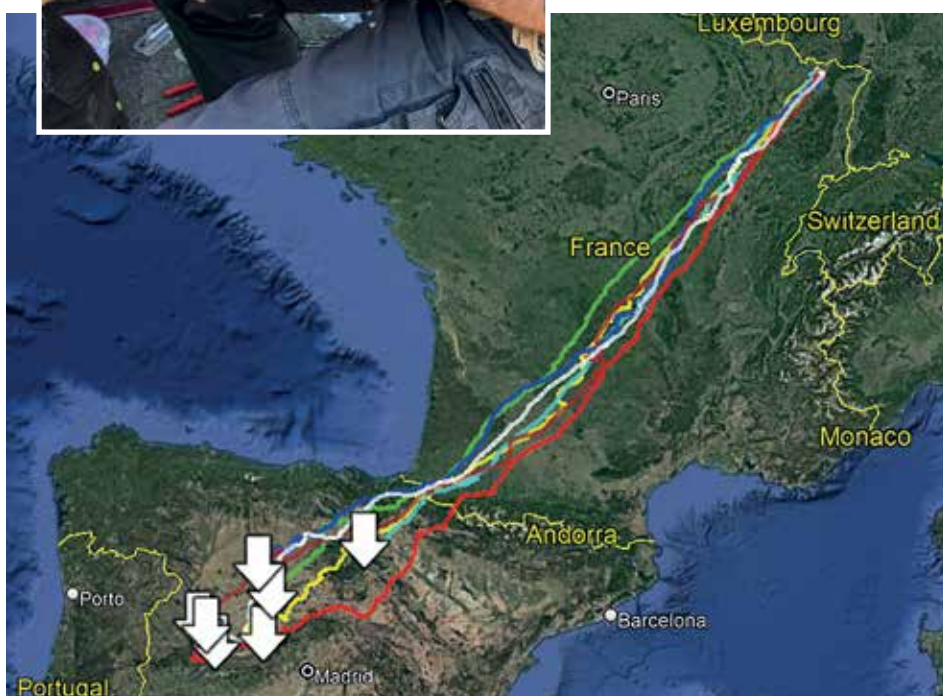 Luxembourg
Paris
Switzerland
France
Monaco
Andorra
Porto
Barcelona
Madrid
Portugal